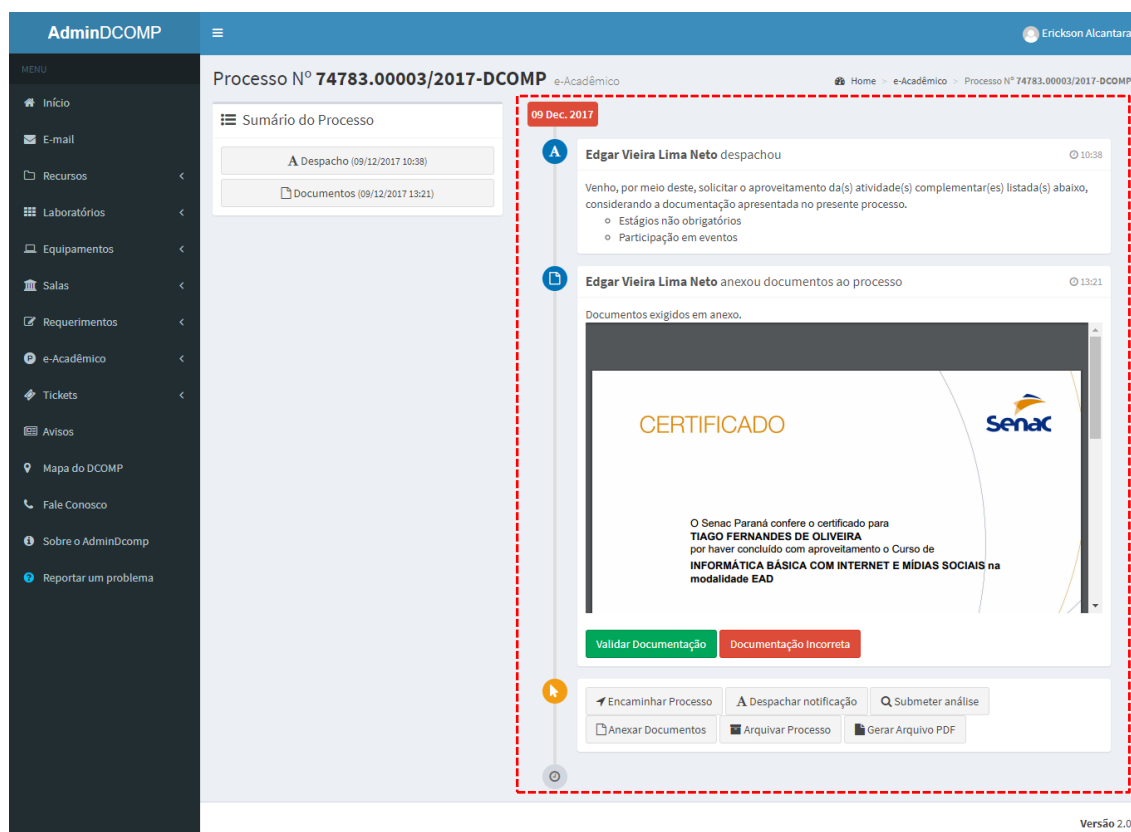 AdminDCOMP
Erickson Alcantara
MENU
Início
E-mail
Recursos
Laboratórios
Equipamentos
Salas
Requerimentos
e-Acadêmico
Tickets
Avisos
Mapa do DCOMP
Fale Conosco
Sobre o AdminDcomp
Reportar um problema
Processo Nº 74783.00003/2017-DCOMP e-Acadêmico
Home > e-Acadêmico > Processo Nº 74783.00003/2017-DCOMP
Sumário do Processo
A Despacho (09/12/2017 10:38)
Documentos (09/12/2017 13:21)
09 Dec. 2017
A
Edgar Vieira Lima Neto despachou 10:38
Venho, por meio deste, solicitar o aproveitamento da(s) atividade(s) complementar(es) listada(s) abaixo,
considerando a documentação apresentada no presente processo.
Estágios não obrigatórios
Participação em eventos
Edgar Vieira Lima Neto anexou documentos ao processo 13:21
Documentos exigidos em anexo.
CERTIFICADO
Senac
O Senac Paraná confere o certificado para
TIAGO FERNANDES DE OLIVEIRA
por haver concluído com aproveitamento o Curso de
INFORMÁTICA BÁSICA COM INTERNET E MÍDIAS SOCIAIS na
modalidade EAD
Validar Documentação Documentação Incorreta
Encaminhar Processo A Despachar notificação Submeter análise
Anexar Documentos Arquivar Processo Gerar Arquivo PDF
Versão 2.0